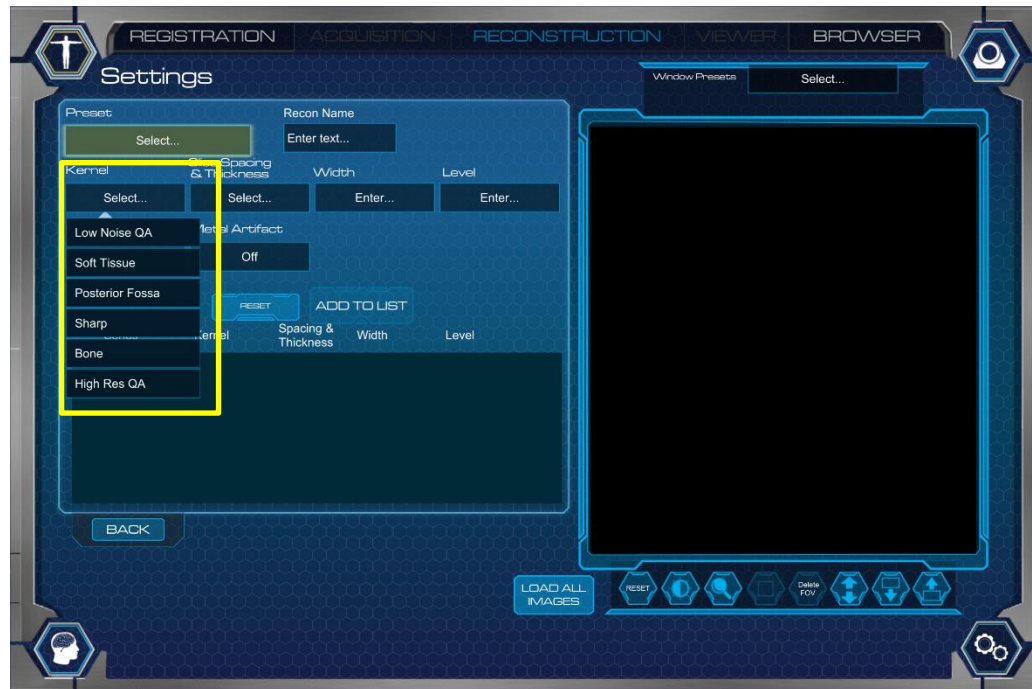 REGISTRATION ACQUISITION RECONSTRUCTION VIEWER BROWSER
Settings
Window Presets Select...
Preset Recon Name
Select... Enter text...
Kernel Slice Spacing & Thickness Width Level
Select... Select... Enter... Enter...
Low Noise QA Metal Artifact
Soft Tissue Off
Posterior Fossa
RESET ADD TO LIST
Sharp
Series Kernel Spacing & Thickness Width Level
Bone
High Res QA
BACK
LOAD ALL
IMAGES
RESET
Delete
FOV